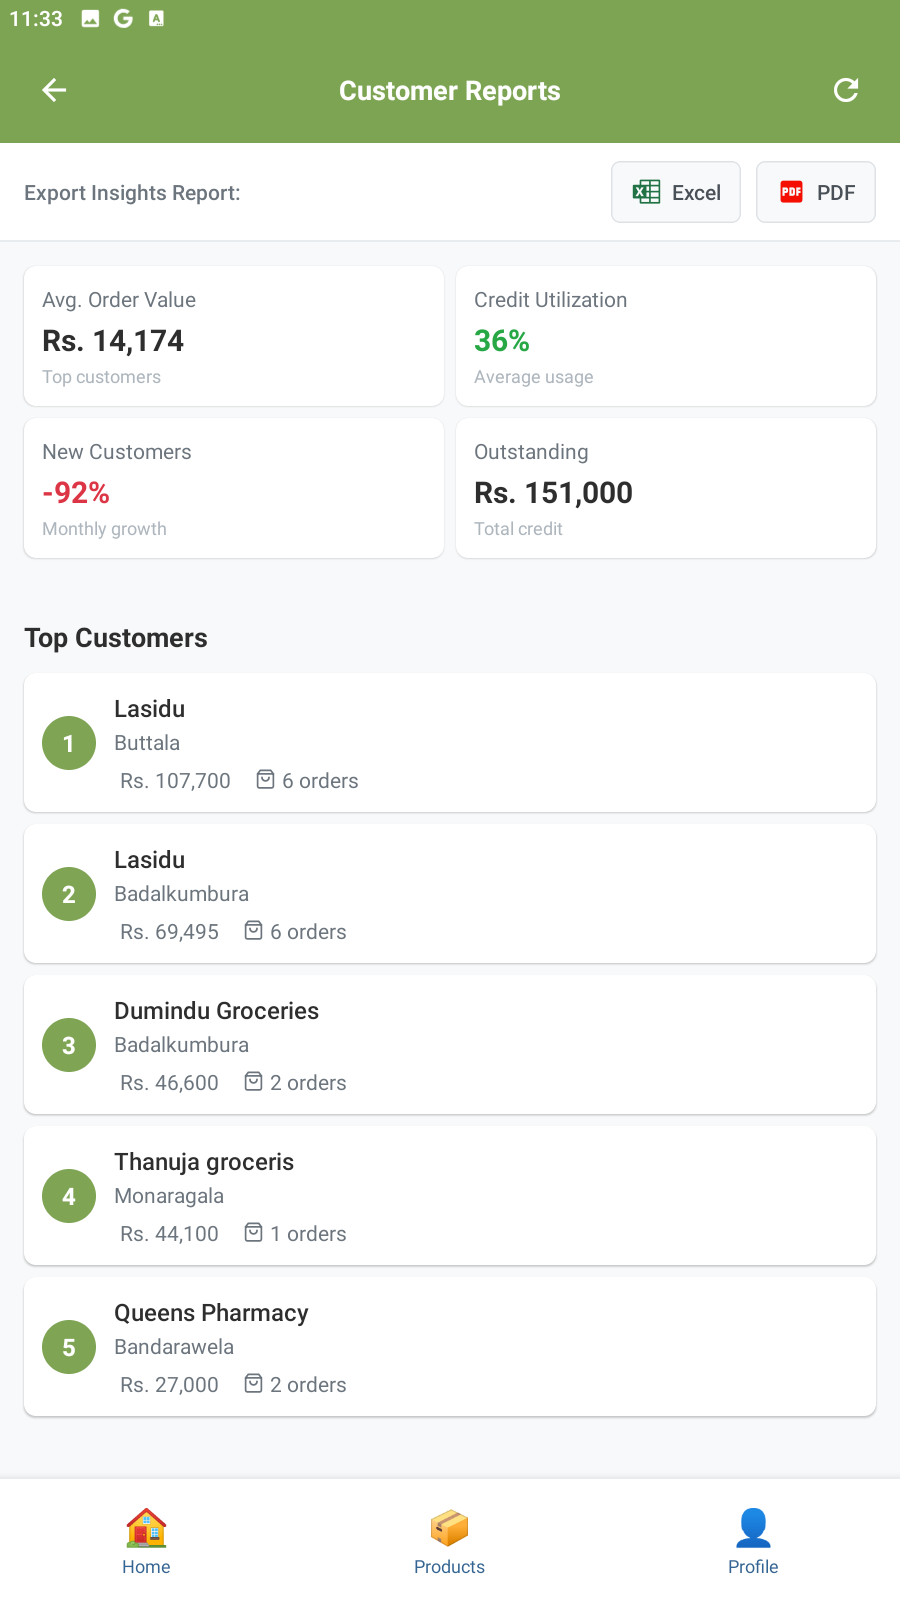 11:33
Customer Reports
Export Insights Report:
Excel
PDF
Avg. Order Value
Rs. 14,174
Top customers
Credit Utilization
36%
Average usage
New Customers
-92%
Monthly growth
Outstanding
Rs. 151,000
Total credit
Top Customers
1
Lasidu
Buttala
Rs. 107,700 6 orders
2
Lasidu
Badalkumbura
Rs. 69,495 6 orders
3
Dumindu Groceries
Badalkumbura
Rs. 46,600 2 orders
4
Thanuja groceris
Monaragala
Rs. 44,100 1 orders
5
Queens Pharmacy
Bandarawela
Rs. 27,000 2 orders
Home
Products
Profile